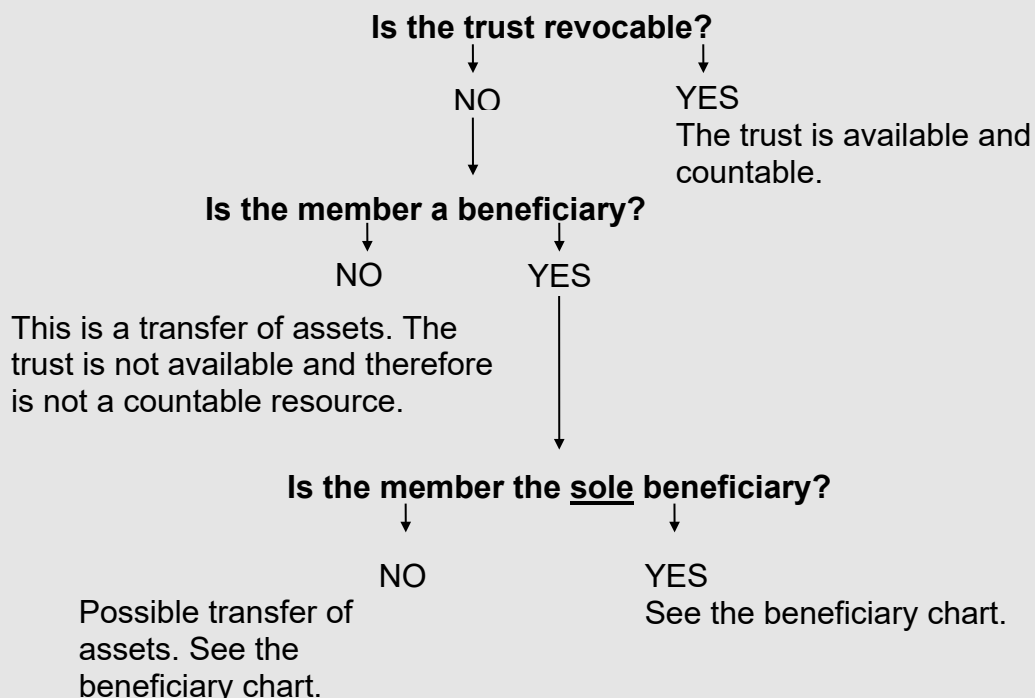 Is the trust revocable?
NO
YES
The trust is available and
countable.
Is the member a beneficiary?
NO
YES
This is a transfer of assets. The
trust is not available and therefore
is not a countable resource.
Is the member the sole beneficiary?
NO
YES
Possible transfer of
assets. See the
beneficiary chart.
See the beneficiary chart.